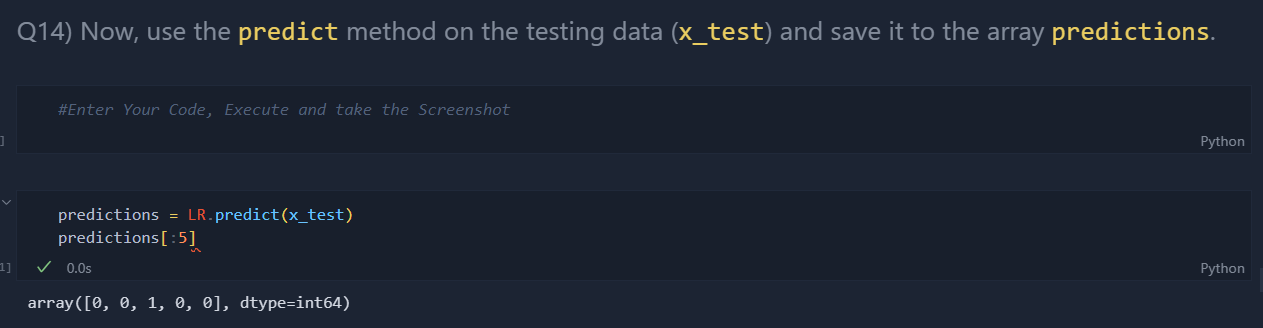 Q14) Now, use the predict method on the testing data (x_test) and save it to the array predictions.
#Enter Your Code, Execute and take the Screenshot
]
Python
predictions = LR.predict(x_test)
predictions[:5]
1]
0.0s
Python
array([0, 0, 1, 0, 0], dtype=int64)